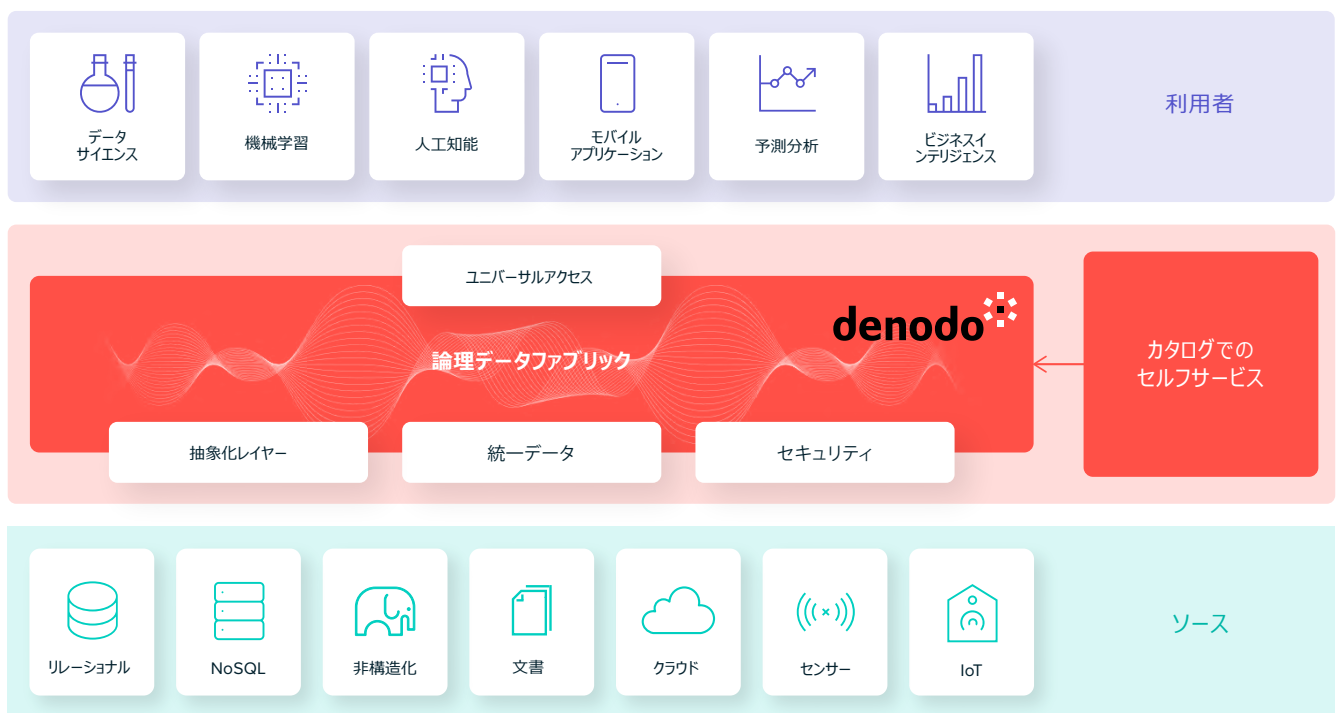 データ
サイエンス
機械学習
人工知能
モバイル
アプリケーション
予測分析
ビジネスイ
ンテリジェンス
利用者
ユニバーサルアクセス
denodo
論理データファブリック
カタログでの
セルフサービス
抽象化レイヤー
統一データ
セキュリティ
リレーショナル
NoSQL
非構造化
文書
クラウド
センサー
IoT
ソース